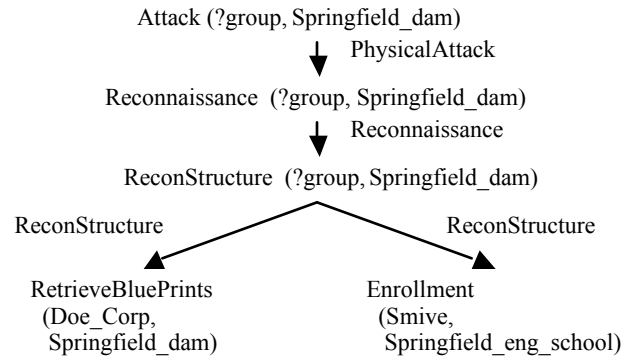 Attack (?group, Springfield_dam)
PhysicalAttack
Reconnaissance (?group, Springfield_dam)
Reconnaissance
ReconStructure (?group, Springfield_dam)
ReconStructure
ReconStructure
RetrieveBluePrints
(Doe_Corp,
Springfield_dam)
Enrollment
(Smive,
Springfield_eng_school)